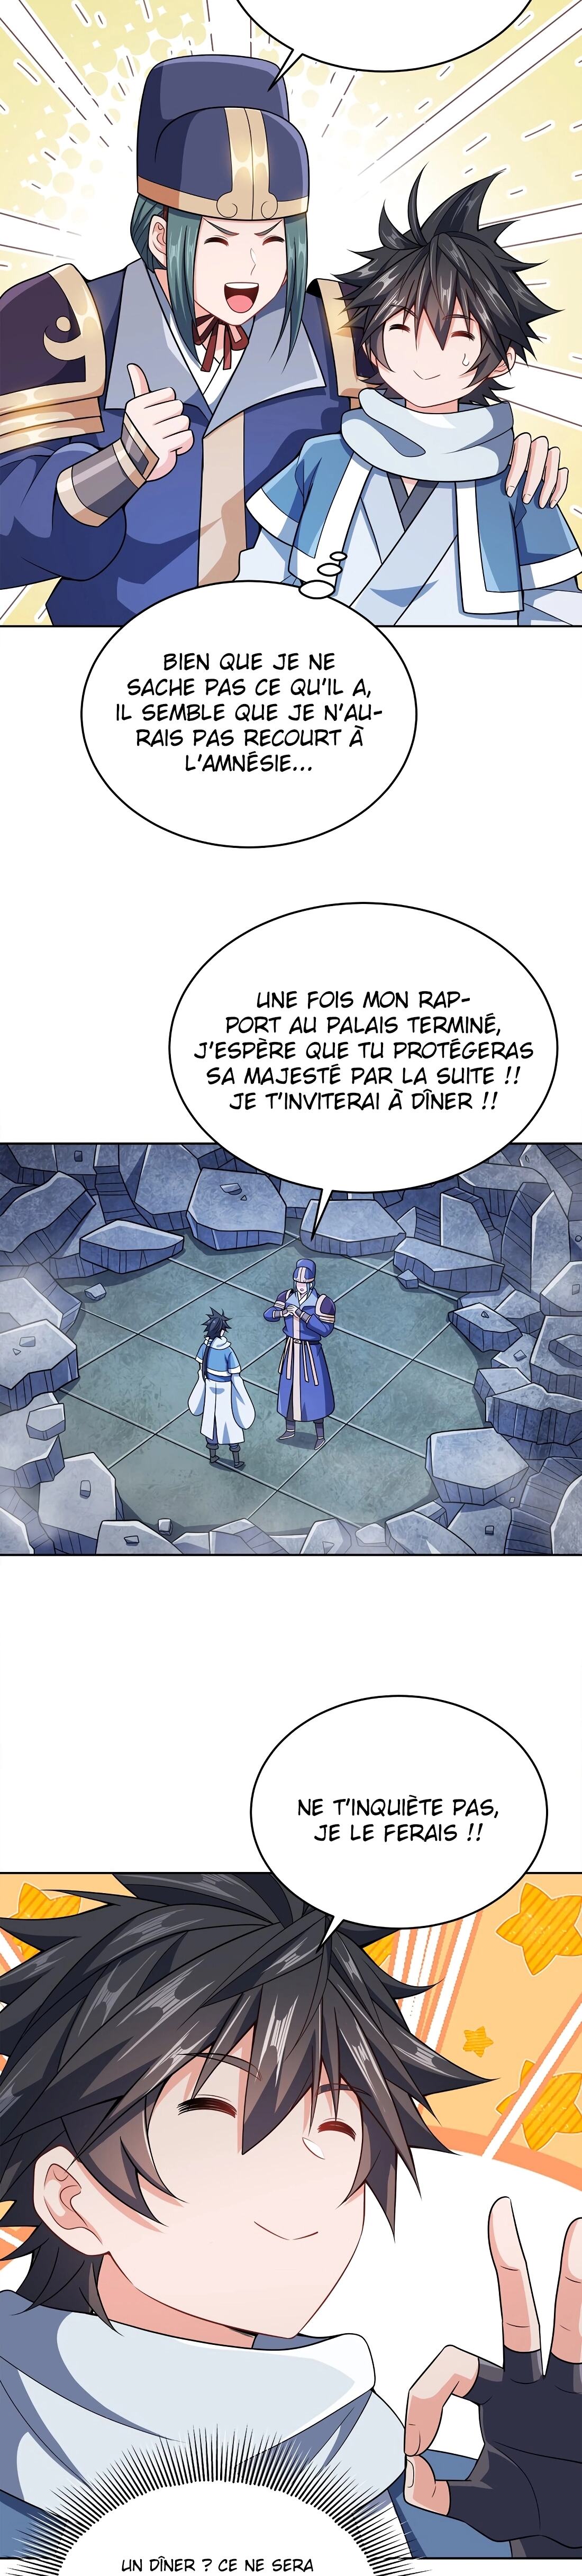 BIEN QUE JE NE
SACHE PAS CE QU'IL A,
IL SEMBLE QUE JE N'AU-
RAIS PAS RECOURT À
L'AMNÉSIE...
UNE FOIS MON RAP-
PORT AU PALAIS TERMINÉ,
J'ESPÈRE QUE TU PROTÉGERAS
SA MAJESTÉ PAR LA SUITE !!
JE T'INVITERAI À DÎNER !!
NE T'INQUIÈTE PAS,
JE LE FERAIS !!
UN DÎNER ? CE NE SERA